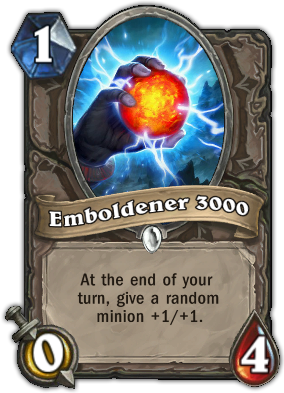 1
Emboldener 3000
At the end of your
turn, give a random
minion +1/+1.
0
4